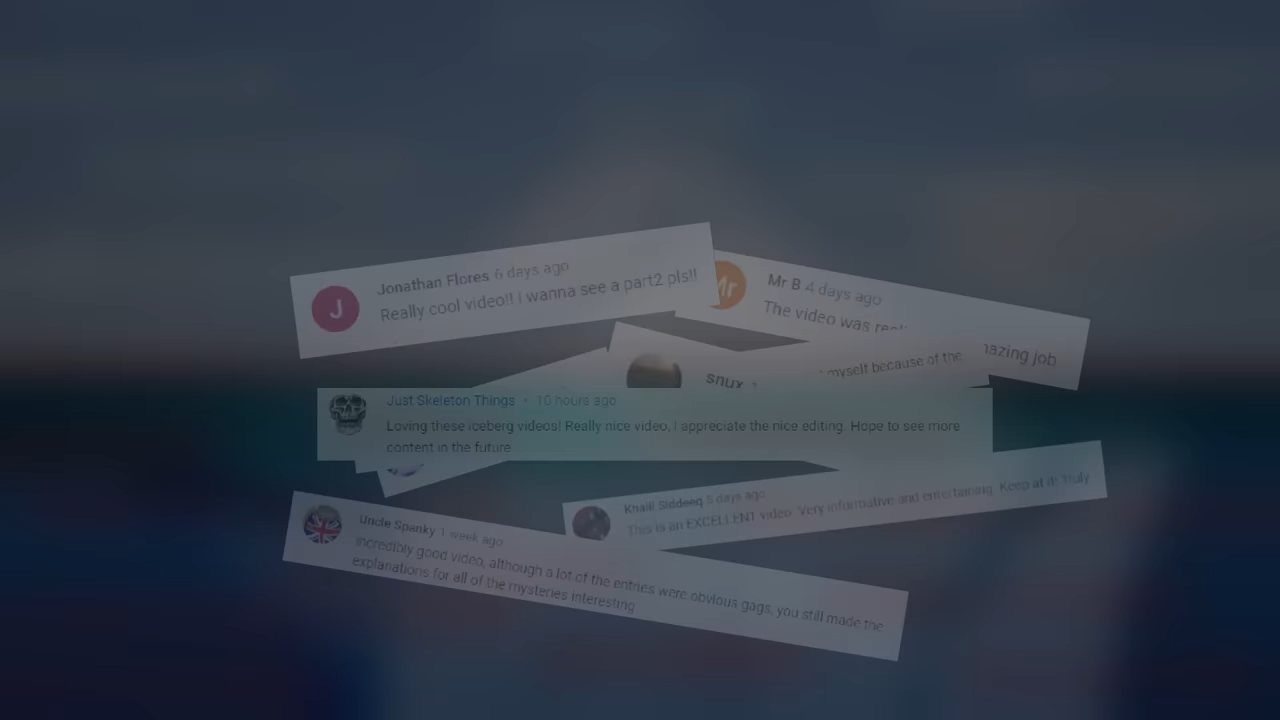 Jonathan Flores 6 days ago
Really cool video!! I wanna see a part2 pls!!
Mr B 4 days ago
The video was
azing job
snux
myself because of the
Just Skeleton Things • 10 hours ago
Loving these iceberg videos! Really nice video, I appreciate the nice editing. Hope to see more
content in the future
Khalil Siddeeq 5 days ago
This is an EXCELLENT video. Very informative and entertaining. Keep at it! Truly
Uncle Spanky 1 week ago
Incredibly good video, although a lot of the entries were obvious gags, you still made the
explanations for all of the mysteries interesting